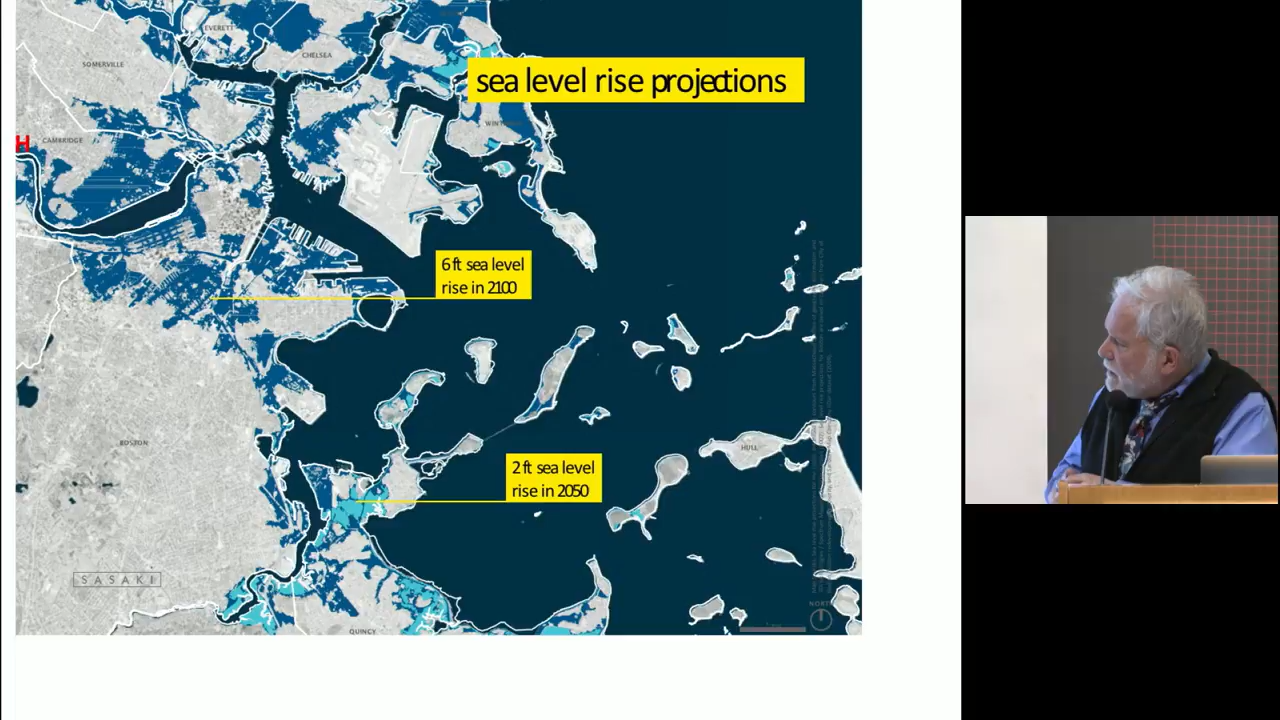 EVERETT
CHELSEA
SOMERVILLE
sea level rise projections
H
CAMBRIDGE
6 ft sea level
rise in 2100
BOSTON
HULL
2 ft sea level
rise in 2050
SASAKI
NORTH
QUINCY